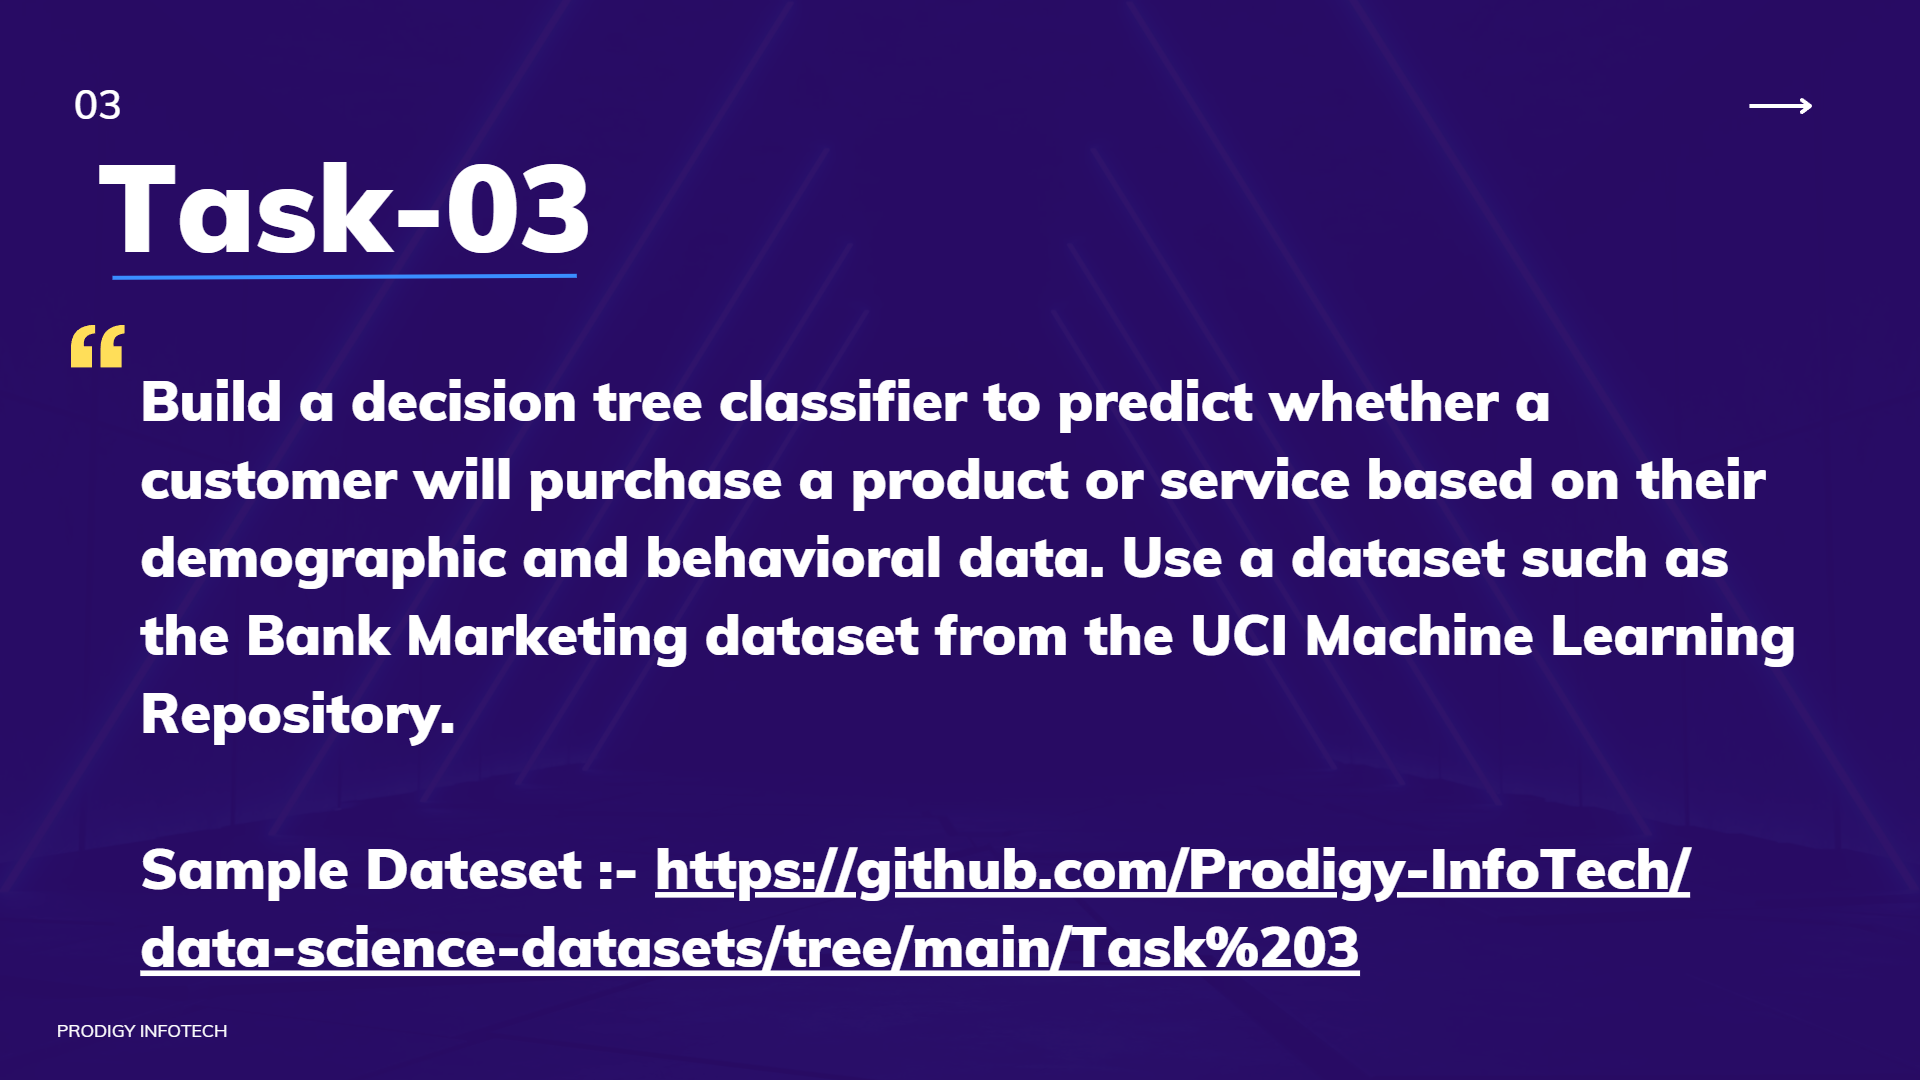 03
Task-03
“
Build a decision tree classifier to predict whether a
customer will purchase a product or service based on their
demographic and behavioral data. Use a dataset such as
the Bank Marketing dataset from the UCI Machine Learning
Repository.
Sample Dateset :- https://github.com/Prodigy-InfoTech/
data-science-datasets/tree/main/Task%203
PRODIGY INFOTECH